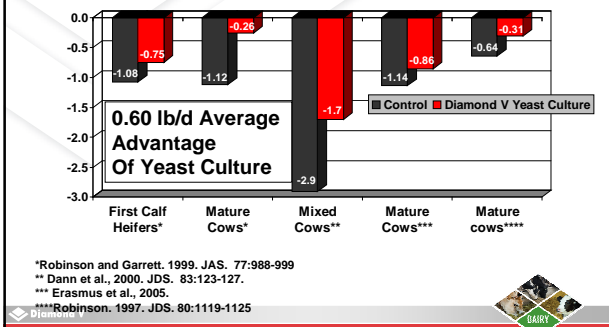 0.0
-0.5
-1.0
-1.5
-2.0
-2.5
-3.0
-1.08
-0.75
-1.12
-0.26
-2.9
-1.7
-1.14
-0.86
-0.64
-0.31
Control Diamond V Yeast Culture
0.60 lb/d Average
Advantage
Of Yeast Culture
First Calf Heifers*
Mature Cows*
Mixed Cows**
Mature Cows***
Mature cows****
*Robinson and Garrett. 1999. JAS. 77:988-999
** Dann et al., 2000. JDS. 83:123-127.
*** Erasmus et al., 2005.
****Robinson. 1997. JDS. 80:1119-1125
Diamond V
DAIRY